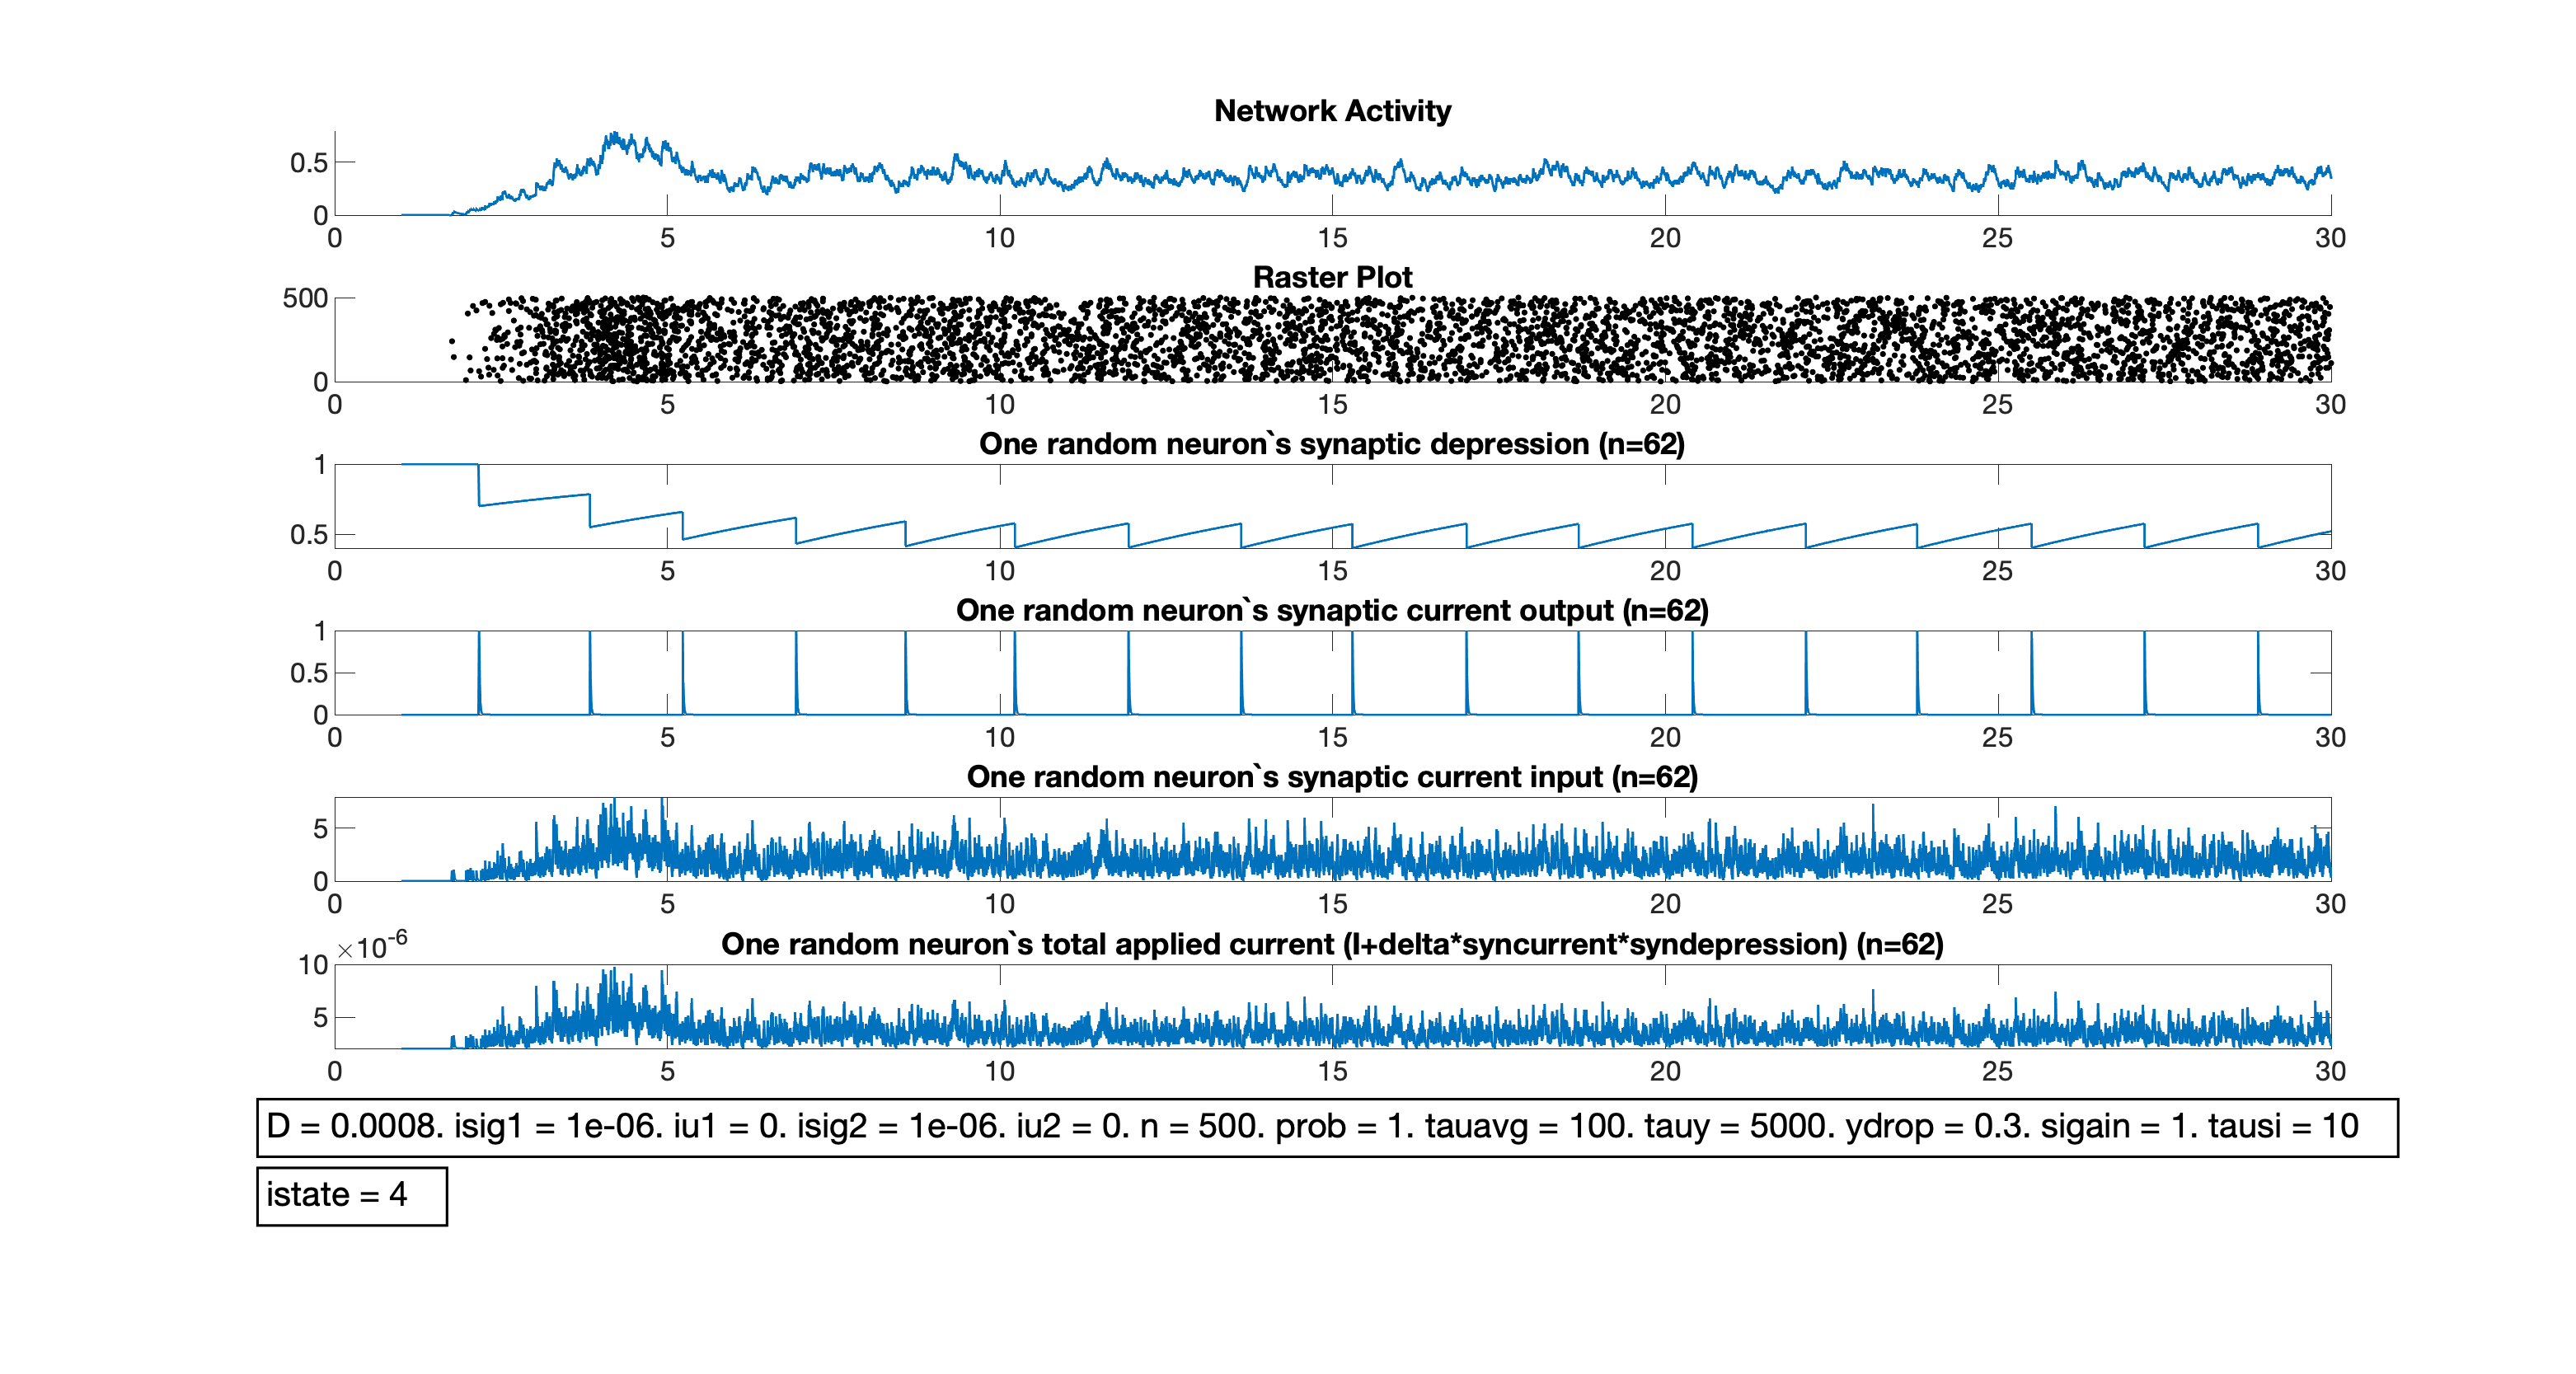 Network Activity
0.5
0
0 5 10 15 20 25 30
Raster Plot
500
0
0 5 10 15 20 25 30
One random neuron`s synaptic depression (n=62)
1
0.5
0 5 10 15 20 25 30
One random neuron`s synaptic current output (n=62)
1
0.5
0
0 5 10 15 20 25 30
One random neuron`s synaptic current input (n=62)
5
0
0 5 10 15 20 25 30
One random neuron`s total applied current (I+delta*syncurrent*syndepression) (n=62)
×10^-6
10
5
0 5 10 15 20 25 30
D = 0.0008. isig1 = 1e-06. iu1 = 0. isig2 = 1e-06. iu2 = 0. n = 500. prob = 1. tauavg = 100. tauy = 5000. ydrop = 0.3. sigain = 1. tausi = 10
istate = 4